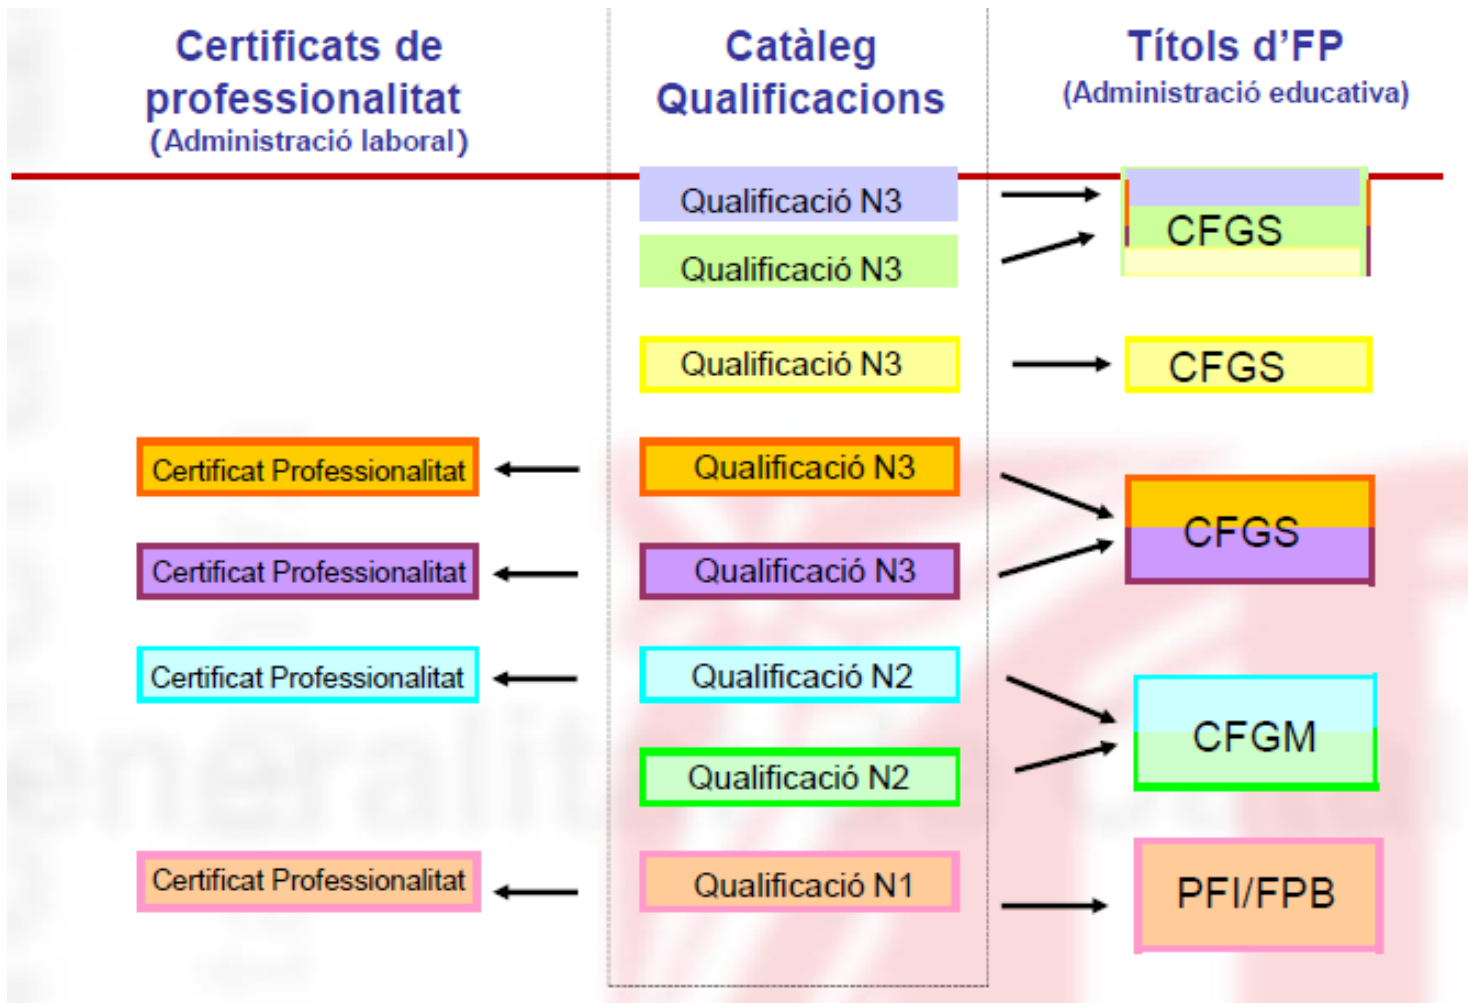 Certificats de
professionalitat
(Administració laboral)
Catàleg
Qualificacions
Títols d'FP
(Administració educativa)
Qualificació N3
CFGS
Qualificació N3
Qualificació N3
CFGS
Certificat Professionalitat
Qualificació N3
CFGS
Certificat Professionalitat
Qualificació N3
Certificat Professionalitat
Qualificació N2
CFGM
Qualificació N2
Certificat Professionalitat
Qualificació N1
PFI/FPB